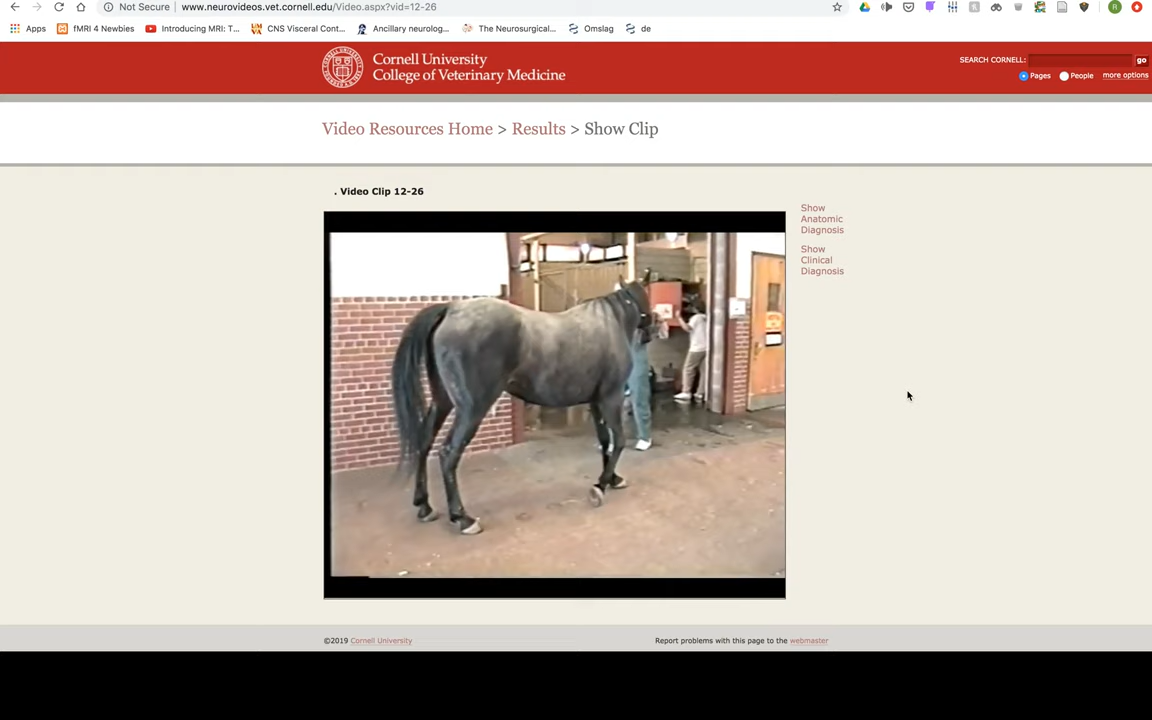 Not Secure www.neurovideos.vet.cornell.edu/Video.aspx?vid=12-26
Apps fMRI 4 Newbies Introducing MRI: T... CNS Visceral Cont... Ancillary neurolog... The Neurosurgical... Omslag de
Cornell University
College of Veterinary Medicine
SEARCH CORNELL: go
Pages People more options
Video Resources Home > Results > Show Clip
. Video Clip 12-26
Show
Anatomic
Diagnosis
Show
Clinical
Diagnosis
©2019 Cornell University
Report problems with this page to the webmaster